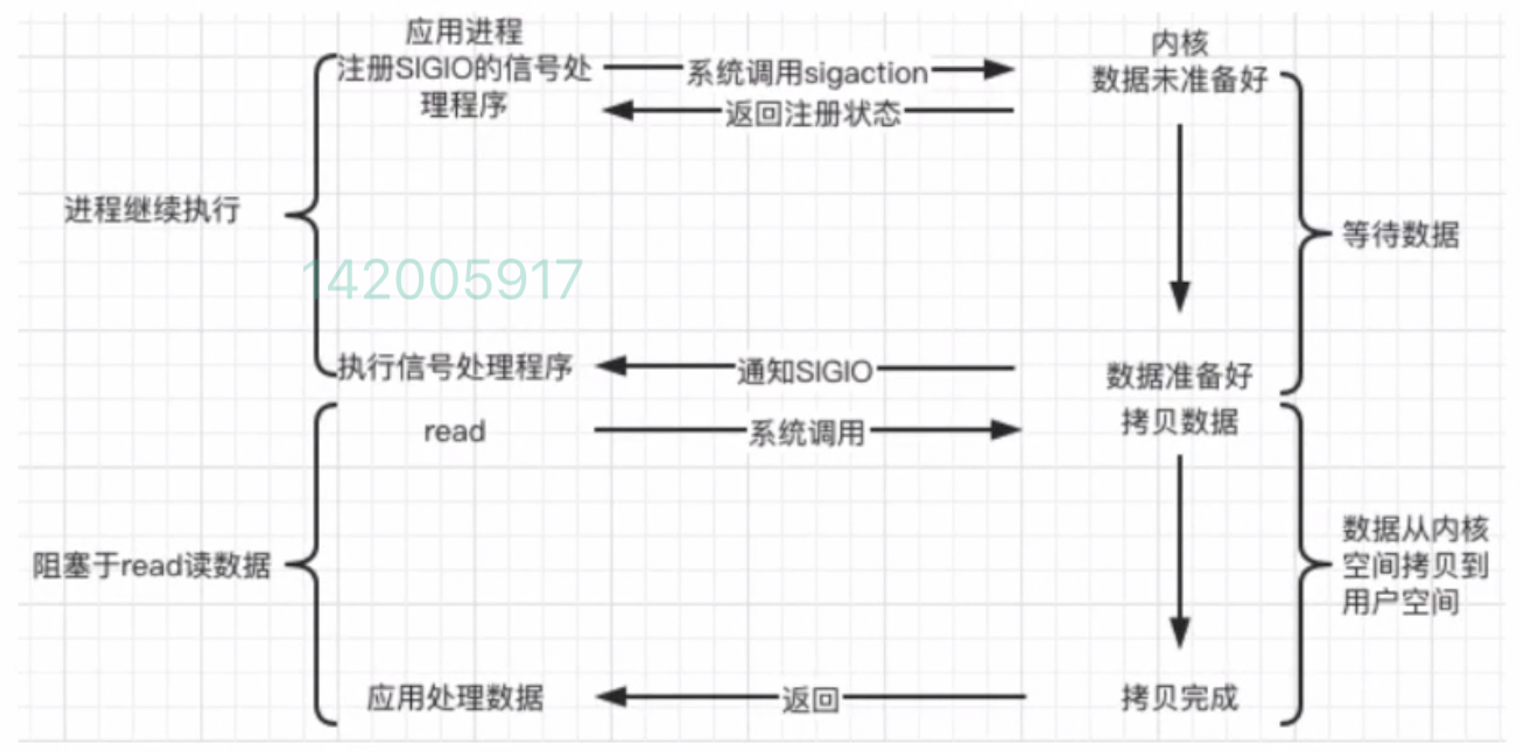 应用进程
注册SIGIO的信号处
理程序
系统调用sigaction
返回注册状态
内核
数据未准备好
进程继续执行
等待数据
142005917
执行信号处理程序
通知SIGIO
数据准备好
read
系统调用
拷贝数据
阻塞于read读数据
数据从内核
空间拷贝到
用户空间
应用处理数据
返回
拷贝完成